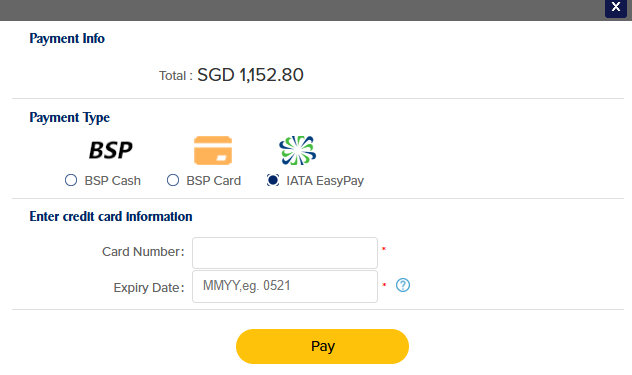 X
Payment Info
Total : SGD 1,152.80
Payment Type
BSP
BSP Cash BSP Card IATA EasyPay
Enter credit card information
Card Number: *
Expiry Date: MMYY,eg. 0521 * ?
Pay